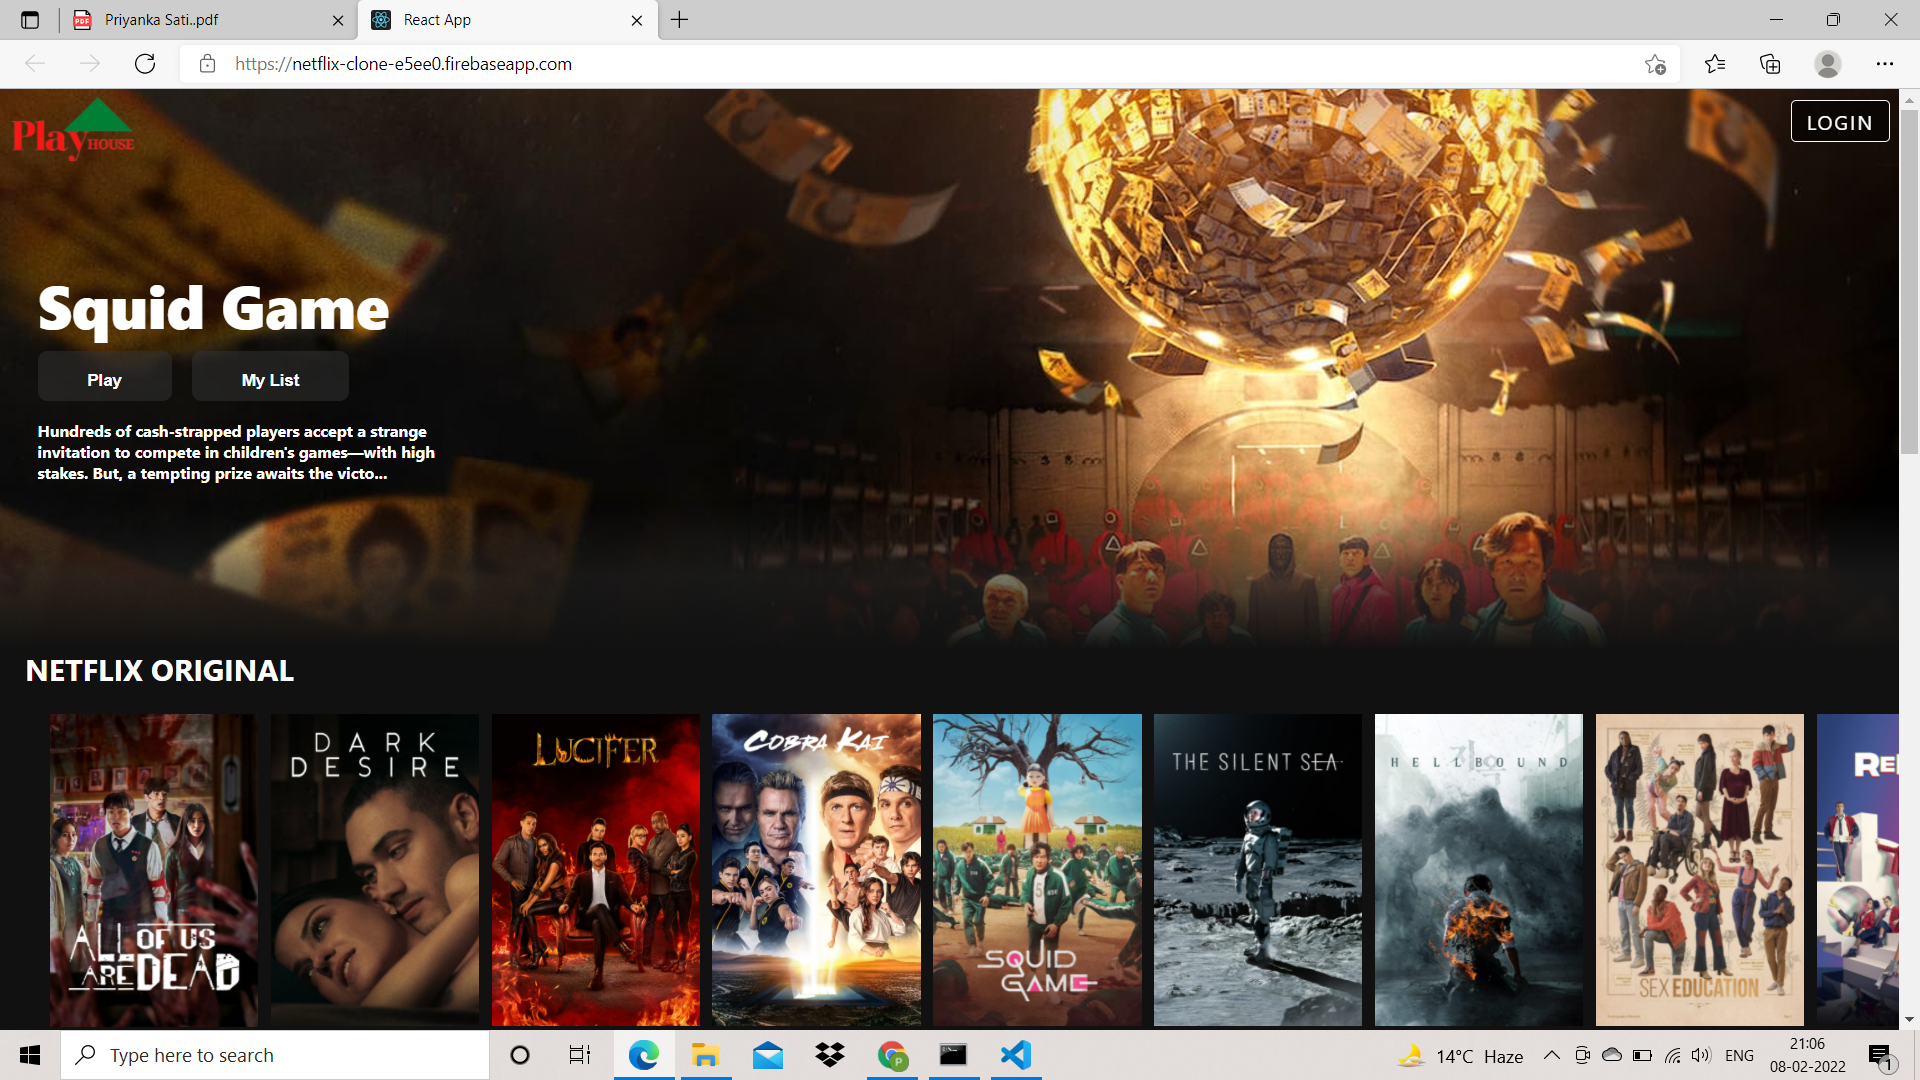 Priyanka Sati..pdf
React App
https://netflix-clone-e5ee0.firebaseapp.com
Play HOUSE
LOGIN
Squid Game
Play
My List
Hundreds of cash-strapped players accept a strange
invitation to compete in children's games—with high
stakes. But, a tempting prize awaits the victo...
NETFLIX ORIGINAL
ALL OF US
ARE DEAD
DARK
DESIRE
LUCIFER
COBRA KAI
SQUID
GAME
THE SILENT SEA
HELLBOUND
SEX EDUCATION
Type here to search
14°C Haze
ENG
21:06
08-02-2022
1